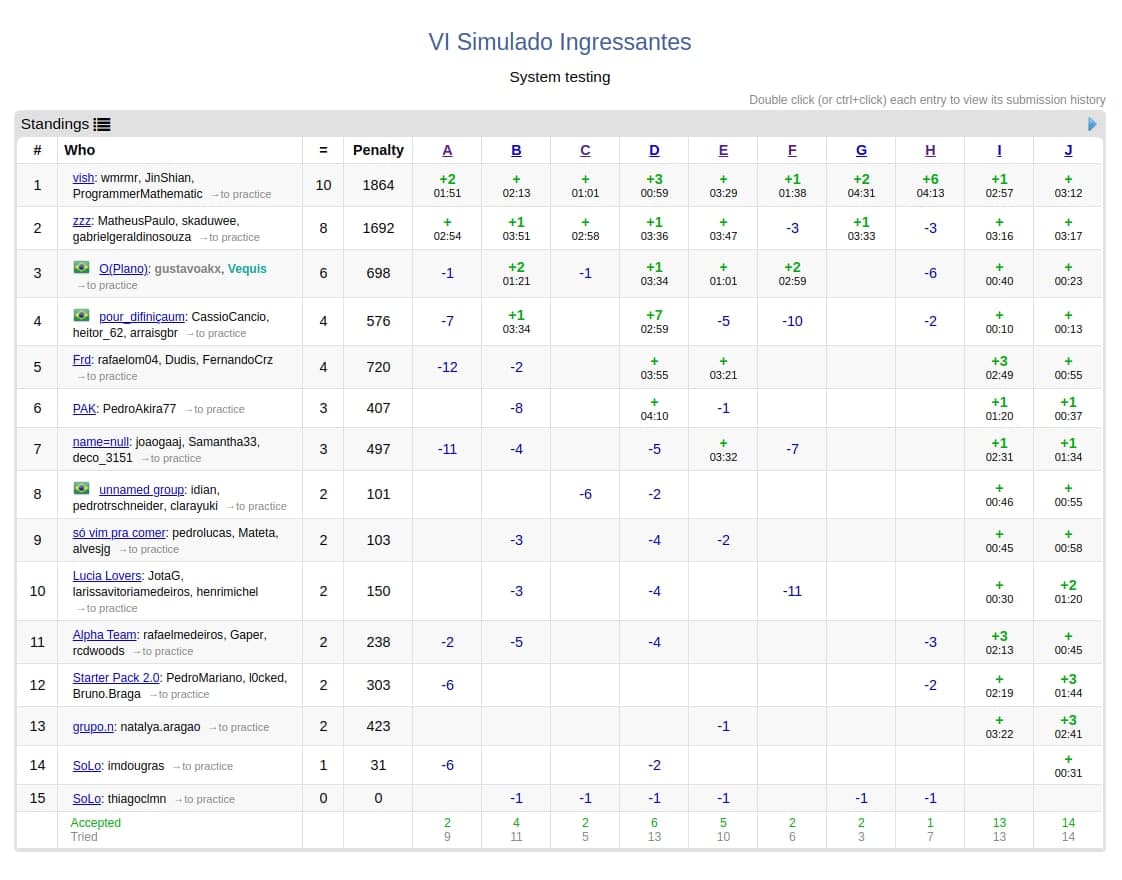 VI Simulado Ingressantes
System testing
Double click (or ctrl+click) each entry to view its submission history
Standings
# Who = Penalty A B C D E F G H I J
1 vish: wmrmr, JinShian, ProgrammerMathematic →to practice 10 1864 +2 01:51 + 02:13 + 01:01 +3 00:59 + 03:29 +1 01:38 +2 04:31 +6 04:13 +1 02:57 + 03:12
2 zzz: MatheusPaulo, skaduwee, gabrielgeraldinosouza →to practice 8 1692 + 02:54 +1 03:51 + 02:58 +1 03:36 + 03:47 -3 +1 03:33 -3 + 03:16 + 03:17
3 O(Plano): gustavoakx, Vequis →to practice 6 698 -1 +2 01:21 -1 +1 03:34 + 01:01 +2 02:59 -6 + 00:40 + 00:23
4 pour_difiniçaum: CassioCancio, heitor_62, arraisgbr →to practice 4 576 -7 +1 03:34 +7 02:59 -5 -10 -2 + 00:10 + 00:13
5 Frd: rafaelom04, Dudis, FernandoCrz →to practice 4 720 -12 -2 + 03:55 + 03:21 +3 02:49 + 00:55
6 PAK: PedroAkira77 →to practice 3 407 -8 + 04:10 -1 +1 01:20 +1 00:37
7 name=null: joaogaaj, Samantha33, deco_3151 →to practice 3 497 -11 -4 -5 + 03:32 -7 +1 02:31 +1 01:34
8 unnamed group: idian, pedrotrschneider, clarayuki →to practice 2 101 -6 -2 + 00:46 + 00:55
9 só vim pra comer: pedrolucas, Mateta, alvesjg →to practice 2 103 -3 -4 -2 + 00:45 + 00:58
10 Lucia Lovers: JotaG, larissavitoriamedeiros, henrimichel →to practice 2 150 -3 -4 -11 + 00:30 +2 01:20
11 Alpha Team: rafaelmedeiros, Gaper, rcdwoods →to practice 2 238 -2 -5 -4 -3 +3 02:13 + 00:45
12 Starter Pack 2.0: PedroMariano, l0cked, Bruno.Braga →to practice 2 303 -6 -2 + 02:19 +3 01:44
13 grupo.n: natalya.aragao →to practice 2 423 -1 + 03:22 +3 02:41
14 SoLo: imdougras →to practice 1 31 -6 -2 + 00:31
15 SoLo: thiagoclmn →to practice 0 0 -1 -1 -1 -1 -1 -1
Accepted 2 4 2 6 5 2 2 1 13 14
Tried 9 11 5 13 10 6 3 7 13 14